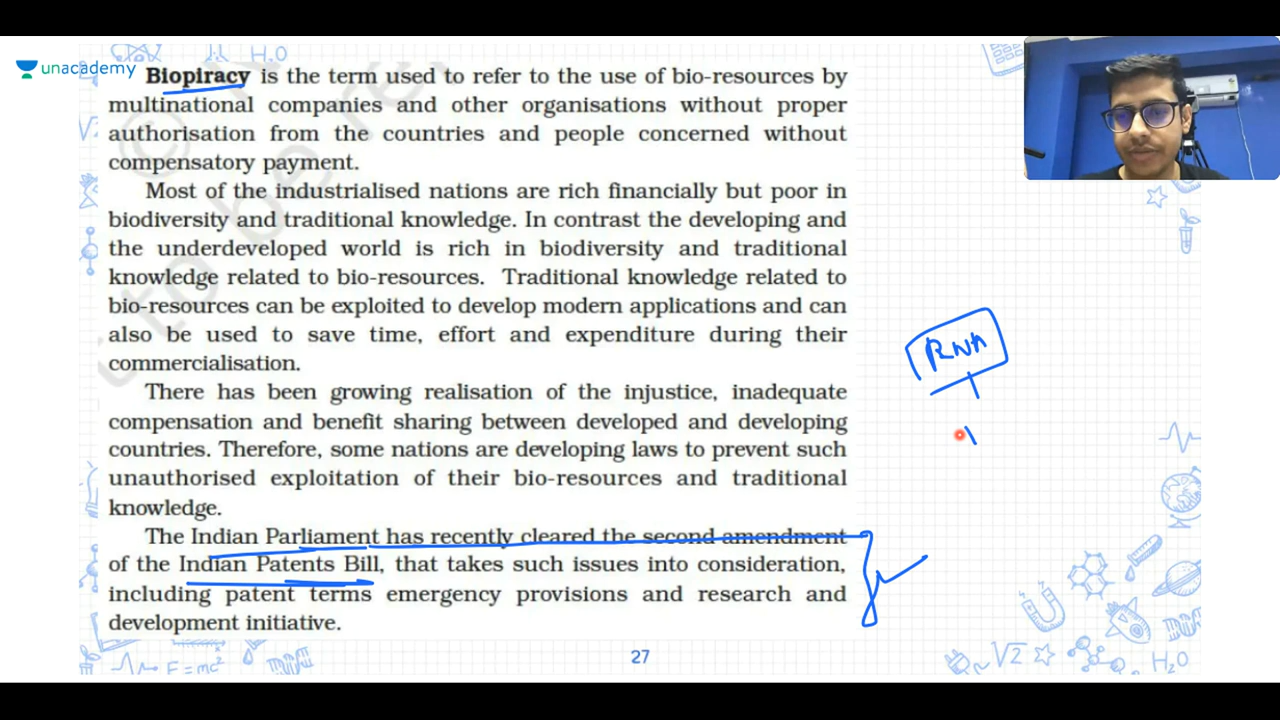 unacademy
Biopiracy is the term used to refer to the use of bio-resources by
multinational companies and other organisations without proper
authorisation from the countries and people concerned without
compensatory payment.
Most of the industrialised nations are rich financially but poor in
biodiversity and traditional knowledge. In contrast the developing and
the underdeveloped world is rich in biodiversity and traditional
knowledge related to bio-resources. Traditional knowledge related to
bio-resources can be exploited to develop modern applications and can
also be used to save time, effort and expenditure during their
commercialisation.
There has been growing realisation of the injustice, inadequate
compensation and benefit sharing between developed and developing
countries. Therefore, some nations are developing laws to prevent such
unauthorised exploitation of their bio-resources and traditional
knowledge.
The Indian Parliament has recently cleared the second amendment
of the Indian Patents Bill, that takes such issues into consideration,
including patent terms emergency provisions and research and
development initiative.
RNA
27
H₂O
F = mc²
√2
H₂O